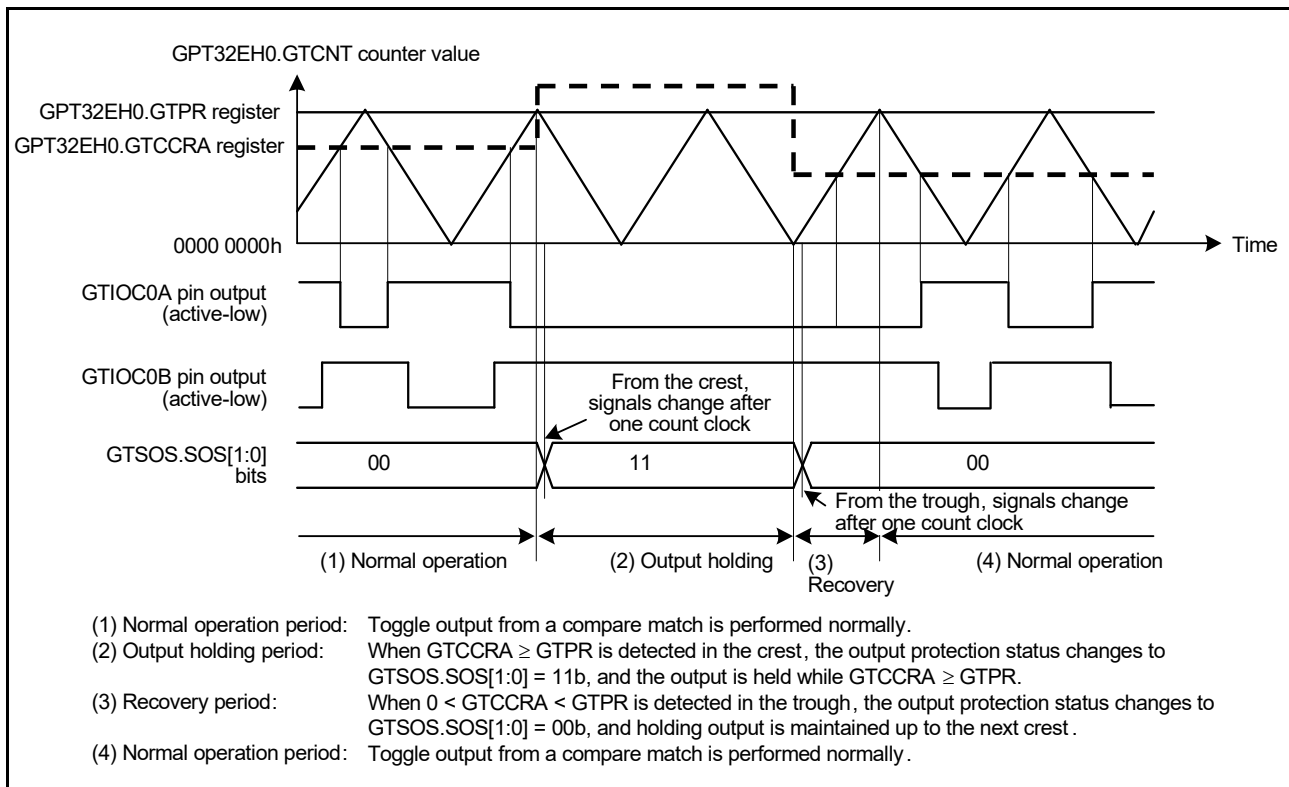 GPT32EH0.GTCNT counter value
GPT32EH0.GTPR register
GPT32EH0.GTCCRA register
0000 0000h
Time
GTIOC0A pin output
(active-low)
GTIOC0B pin output
(active-low)
From the crest,
signals change after
one count clock
GTSOS.SOS[1:0]
bits
00
11
00
From the trough, signals change
after one count clock
(1) Normal operation
(2) Output holding
(3)
Recovery
(4) Normal operation
(1) Normal operation period: Toggle output from a compare match is performed normally.
(2) Output holding period: When GTCCRA ≥ GTPR is detected in the crest, the output protection status changes to
GTSOS.SOS[1:0] = 11b, and the output is held while GTCCRA ≥ GTPR.
(3) Recovery period: When 0 < GTCCRA < GTPR is detected in the trough, the output protection status changes to
GTSOS.SOS[1:0] = 00b, and holding output is maintained up to the next crest.
(4) Normal operation period: Toggle output from a compare match is performed normally.